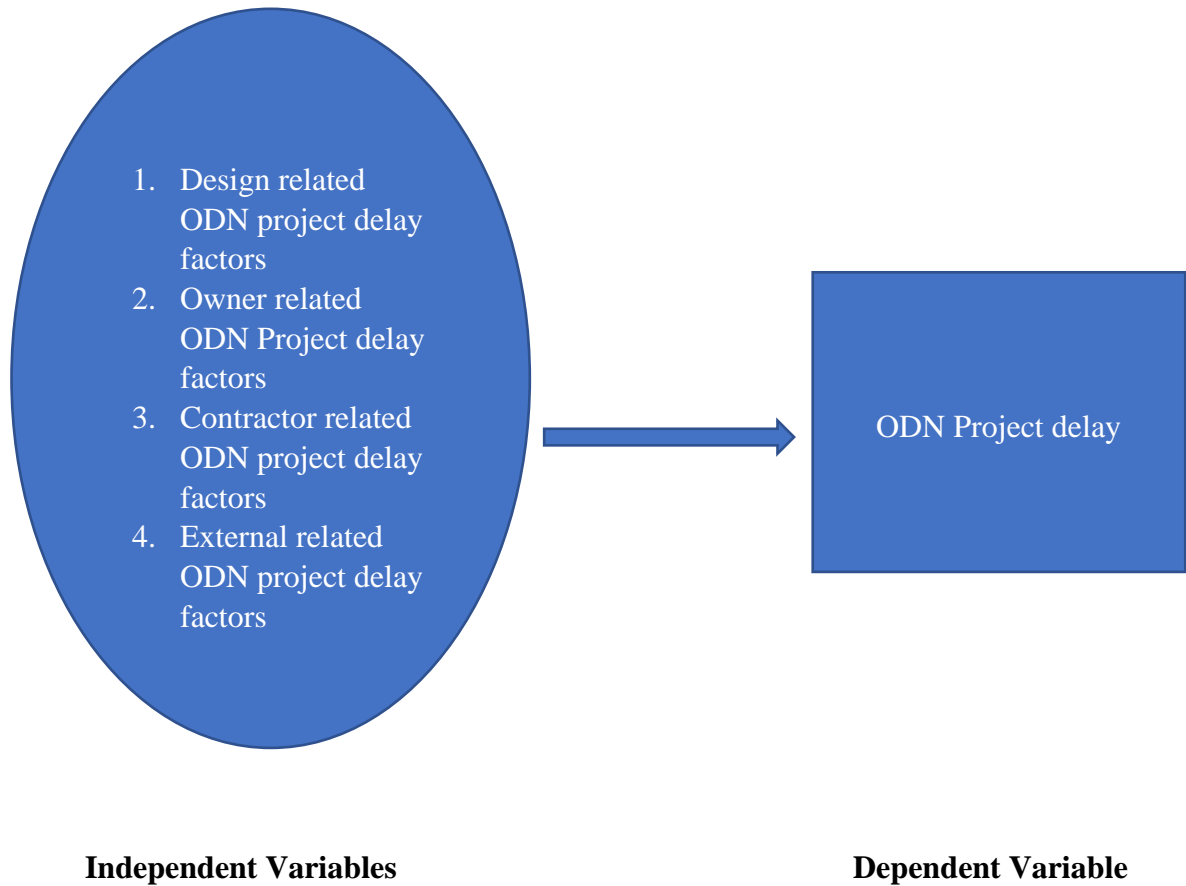 1. Design related
ODN project delay
factors
2. Owner related
ODN Project delay
factors
3. Contractor related
ODN project delay
factors
4. External related
ODN project delay
factors
ODN Project delay
Independent Variables
Dependent Variable